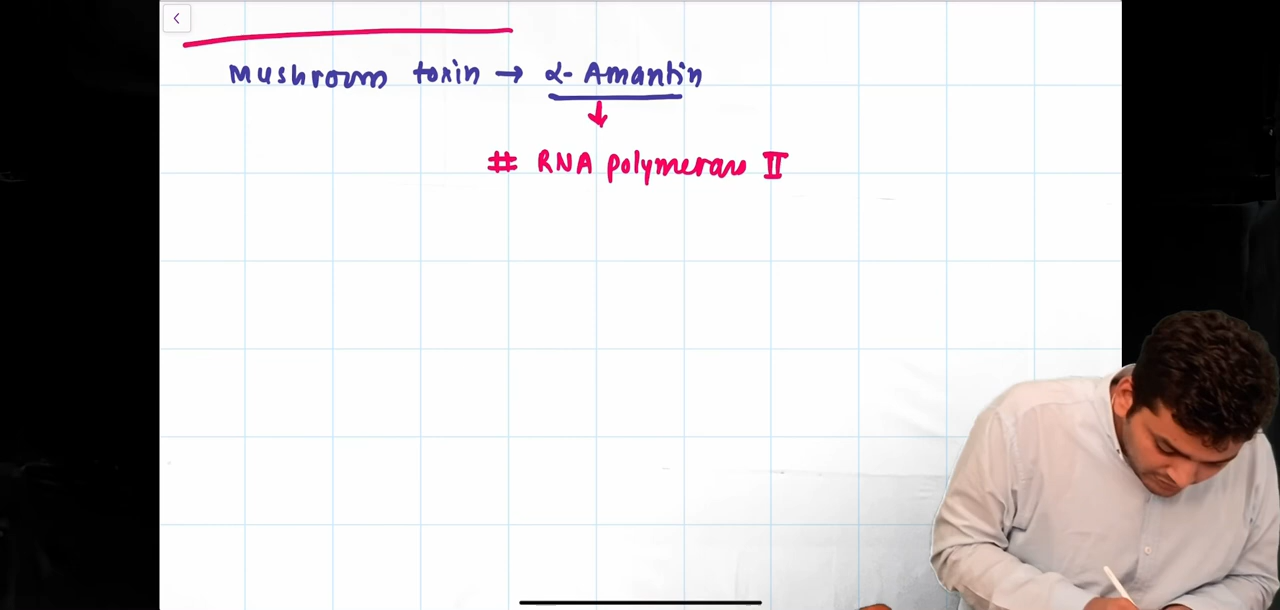 Mushroom toxin → α- Amantin
↓
# RNA polymerase II